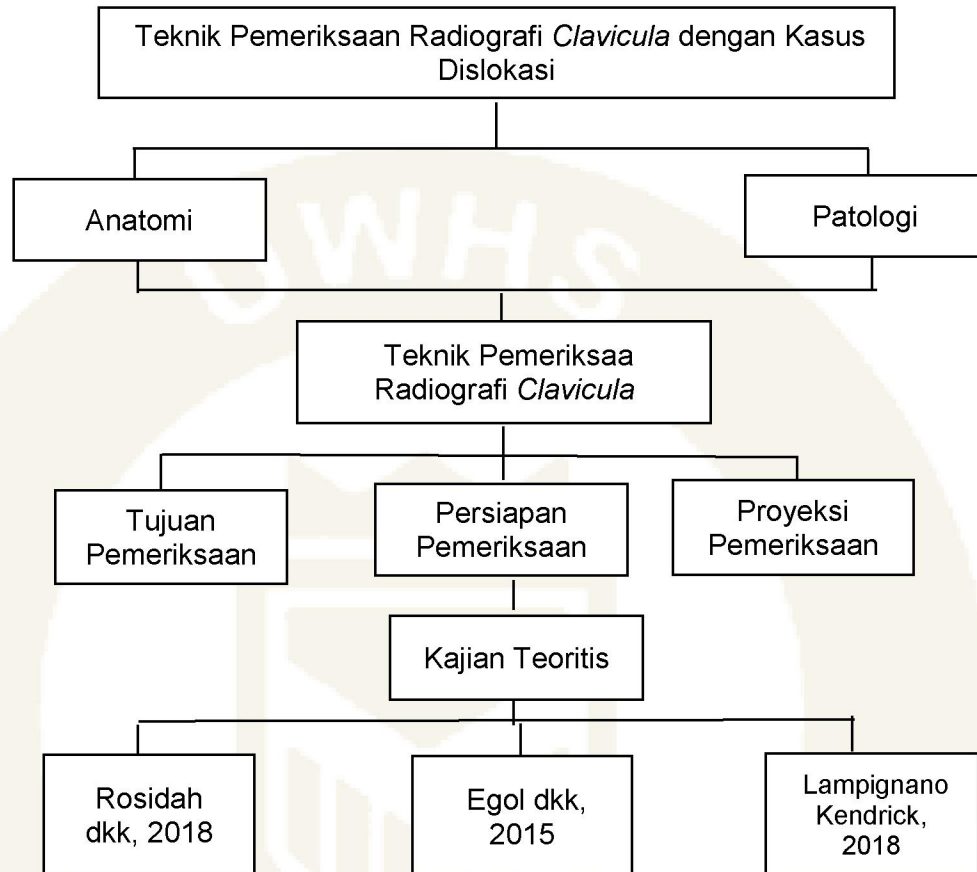 Teknik Pemeriksaan Radiografi Clavicula dengan Kasus
Dislokasi
Anatomi
Patologi
UWHS
Teknik Pemeriksaa
Radiografi Clavicula
Tujuan
Pemeriksaan
Persiapan
Pemeriksaan
Proyeksi
Pemeriksaan
Kajian Teoritis
Rosidah
dkk, 2018
Egol dkk,
2015
Lampignano
Kendrick,
2018